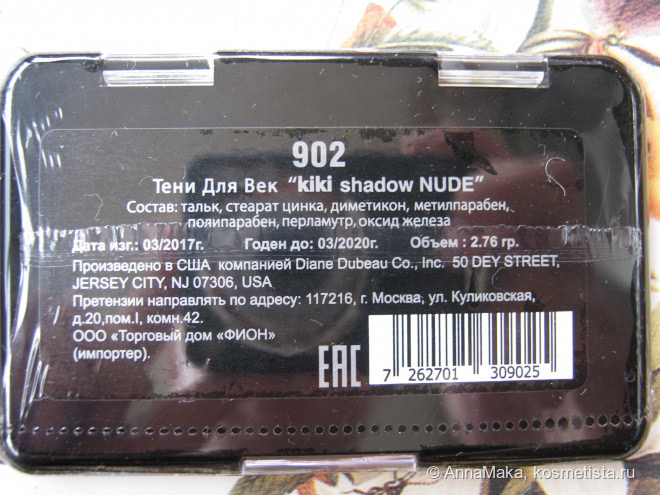 902
Тени Для Век "kiki shadow NUDE"
Состав: тальк, стеарат цинка, диметикон, метилпарабен,
полипарабен, перламутр, оксид железа
Дата изг.: 03/2017г. Годен до: 03/2020г. Объем : 2.76 гр.
Произведено в США компанией Diane Dubeau Co., Inc. 50 DEY STREET,
JERSEY CITY, NJ 07306, USA
Претензии направлять по адресу: 117216, г. Москва, ул. Куликовская,
д.20,пом.I, комн.42.
ООО «Торговый дом «ФИОН»
(импортер).
EAC
7 262701 309025
© AnnaMaka, kosmetista.ru